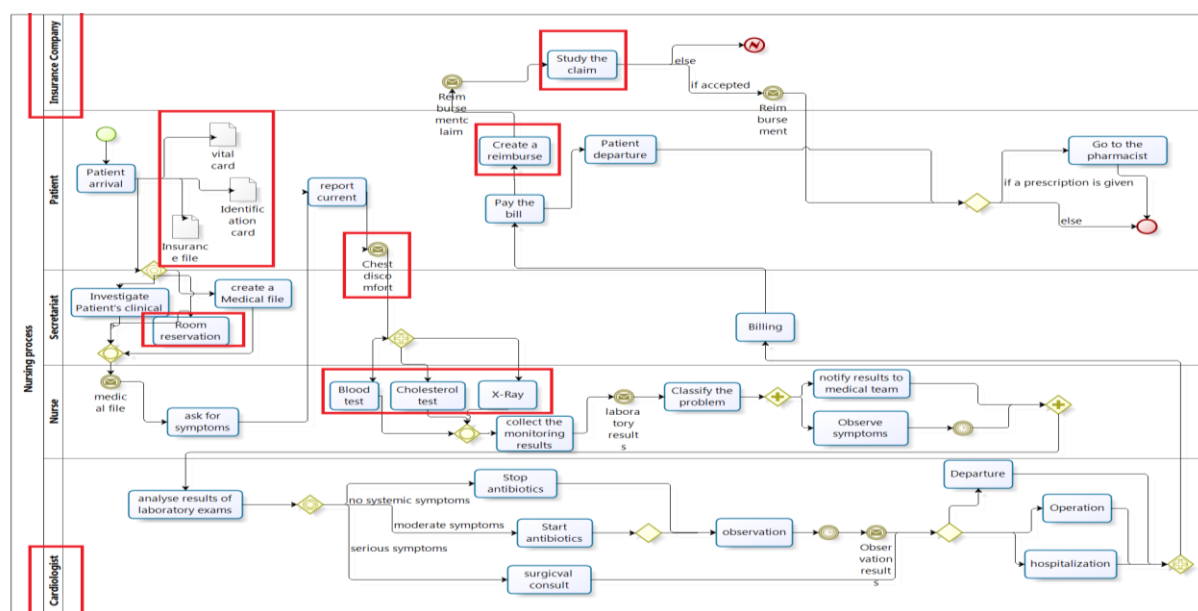 Nursing process
Insurance Company
Study the
claim
else
if accepted
Reim
burse
mentc
laim
Reim
burse
ment
Patient
Patient
arrival
vital
card
Identific
ation
card
Insuranc
e file
report
current
Chest
disco
mfort
Create a
reimburse
Patient
departure
Pay the
bill
Go to the
pharmacist
if a prescription is given
else
Secretariat
Investigate
Patient's clinical
create a
Medical file
Room
reservation
Billing
Nurse
medic
al file
ask for
symptoms
Blood
test
Cholesterol
test
X-Ray
collect the
monitoring
results
labora
tory
result
s
Classify the
problem
notify results to
medical team
Observe
symptoms
Cardiologist
analyse results of
laboratory exams
no systemic symptoms
moderate symptoms
serious symptoms
Stop
antibiotics
Start
antibiotics
surgicval
consult
observation
Obser
vation
result
s
Departure
Operation
hospitalization